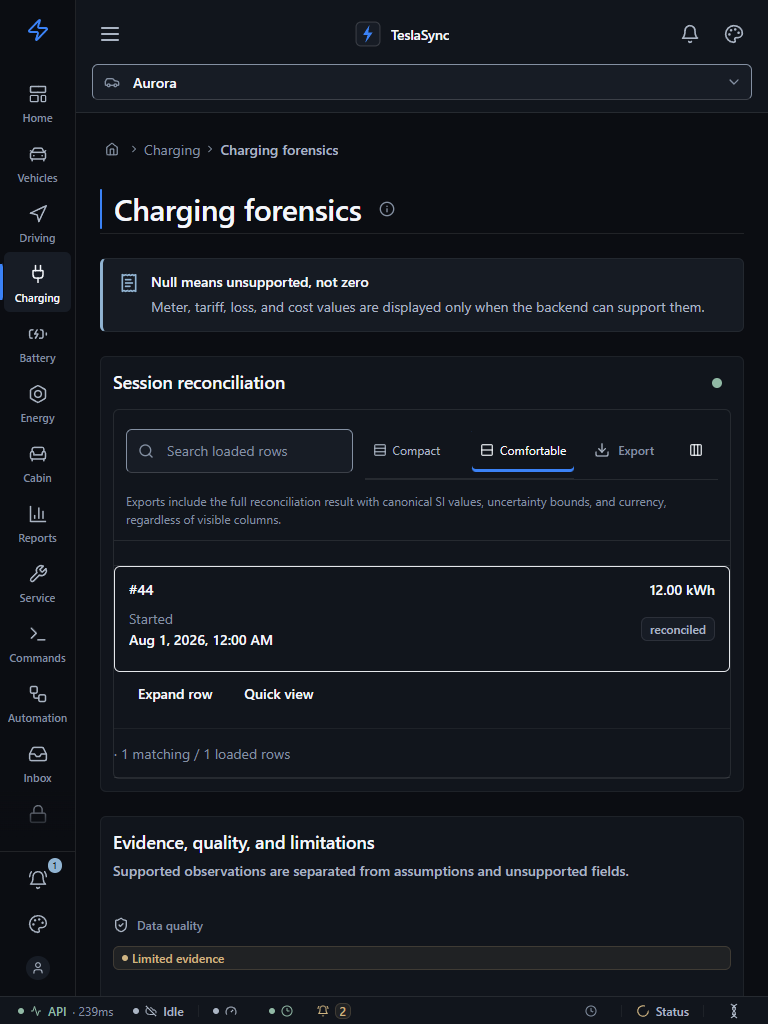 TeslaSync
Aurora
Home
Vehicles
Driving
Charging
Battery
Energy
Cabin
Reports
Service
Commands
Automation
Inbox
1
Charging > Charging forensics
Charging forensics
Null means unsupported, not zero
Meter, tariff, loss, and cost values are displayed only when the backend can support them.
Session reconciliation
Search loaded rows
Compact
Comfortable
Export
Exports include the full reconciliation result with canonical SI values, uncertainty bounds, and currency,
regardless of visible columns.
#44
12.00 kWh
Started
Aug 1, 2026, 12:00 AM
reconciled
Expand row
Quick view
· 1 matching / 1 loaded rows
Evidence, quality, and limitations
Supported observations are separated from assumptions and unsupported fields.
Data quality
Limited evidence
API · 239ms
Idle
2
Status